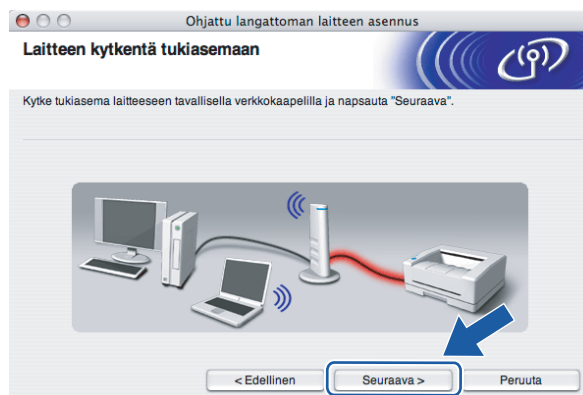 Ohjattu langattoman laitteen asennus
Laitteen kytkentä tukiasemaan
Kytke tukiasema laitteeseen tavallisella verkkokaapelilla ja napsauta "Seuraava".
< Edellinen
Seuraava >
Peruuta